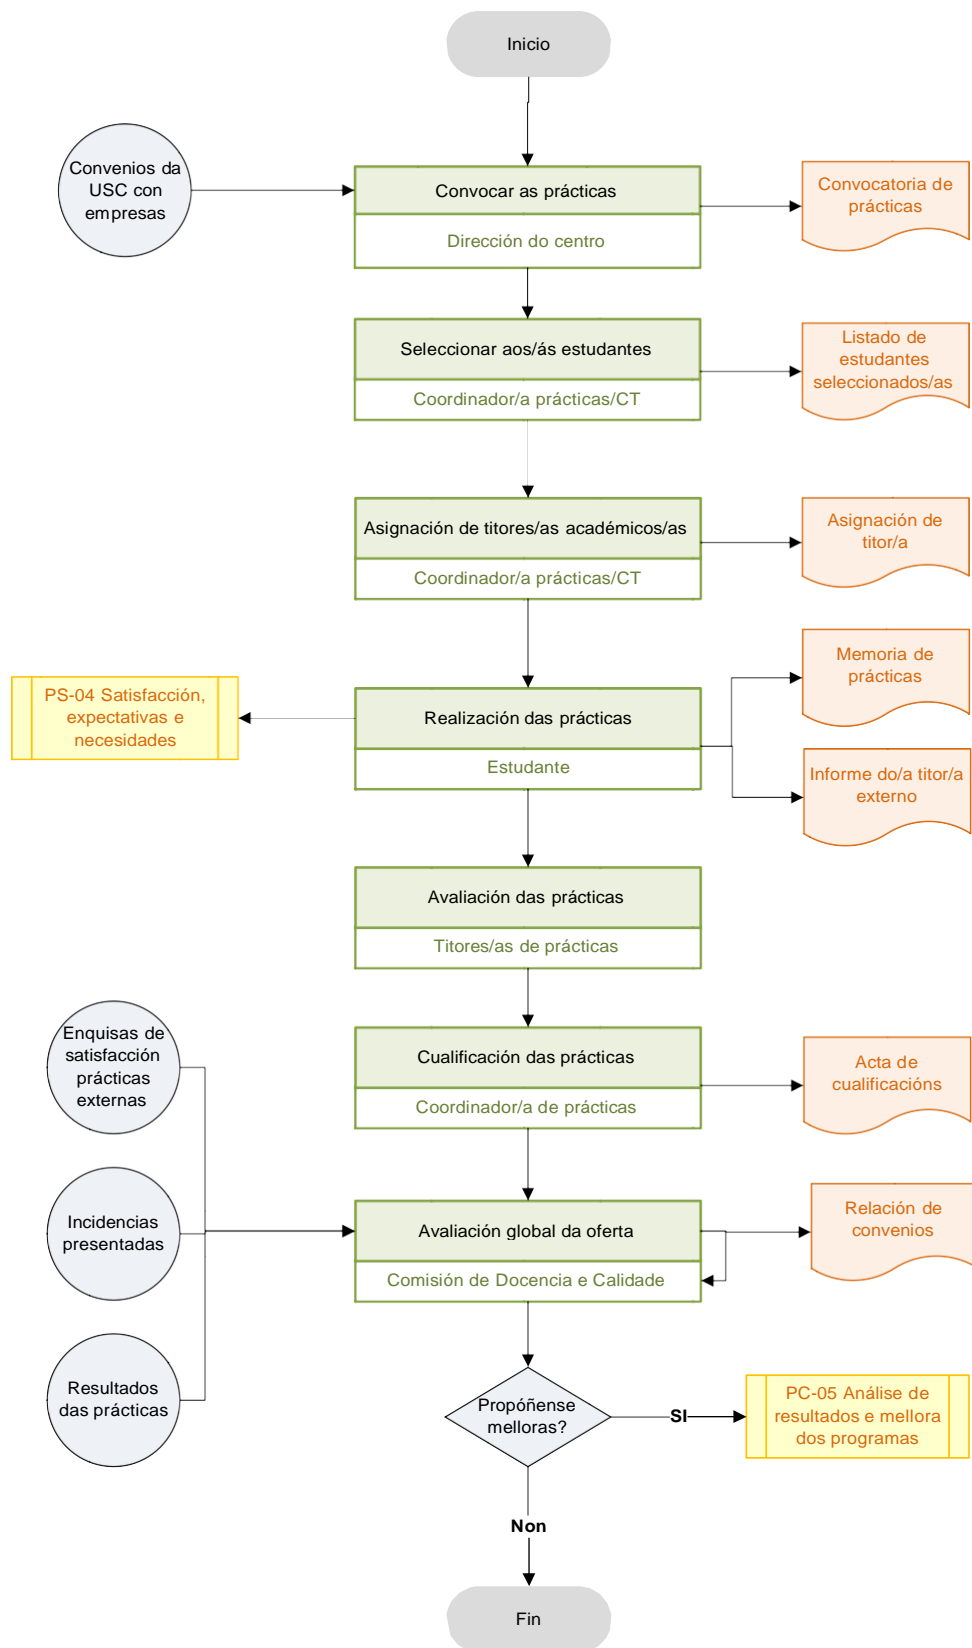 Inicio
Convenios da
USC con
empresas
Convocar as prácticas
Dirección do centro
Convocatoria de
prácticas
Seleccionar aos/ás estudantes
Coordinador/a prácticas/CT
Listado de
estudantes
seleccionados/as
Asignación de titores/as académicos/as
Coordinador/a prácticas/CT
Asignación de
titor/a
Memoria de
prácticas
PS-04 Satisfacción,
expectativas e
necesidades
Realización das prácticas
Estudante
Informe do/a titor/a
externo
Avaliación das prácticas
Titores/as de prácticas
Enquisas de
satisfacción
prácticas
externas
Cualificación das prácticas
Coordinador/a de prácticas
Acta de
cualificacións
Incidencias
presentadas
Avaliación global da oferta
Comisión de Docencia e Calidade
Relación de
convenios
Resultados
das prácticas
Propóñense
melloras?
SI
PC-05 Análise de
resultados e mellora
dos programas
Non
Fin